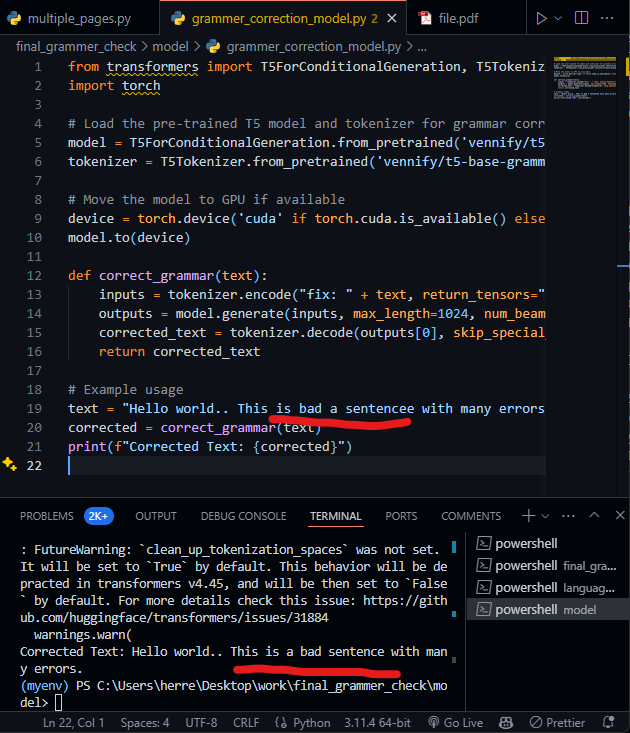 multiple_pages.py
grammer_correction_model.py 2
file.pdf
final_grammer_check > model > grammer_correction_model.py > ...
1 from transformers import T5ForConditionalGeneration, T5Tokeniz
2 import torch
3
4 # Load the pre-trained T5 model and tokenizer for grammar corr
5 model = T5ForConditionalGeneration.from_pretrained('vennify/t5
6 tokenizer = T5Tokenizer.from_pretrained('vennify/t5-base-gramm
7
8 # Move the model to GPU if available
9 device = torch.device('cuda' if torch.cuda.is_available() else
10 model.to(device)
11
12 def correct_grammar(text):
13 inputs = tokenizer.encode("fix: " + text, return_tensors="
14 outputs = model.generate(inputs, max_length=1024, num_beam
15 corrected_text = tokenizer.decode(outputs[0], skip_special_
16 return corrected_text
17
18 # Example usage
19 text = "Hello world.. This is bad a sentencee with many errors
20 corrected = correct_grammar(text)
21 print(f"Corrected Text: {corrected}")
22
PROBLEMS 2K+ OUTPUT DEBUG CONSOLE TERMINAL PORTS COMMENTS
: FutureWarning: `clean_up_tokenization_spaces` was not set.
It will be set to `True` by default. This behavior will be de
practed in transformers v4.45, and will be then set to `False
` by default. For more details check this issue: https://gith
ub.com/huggingface/transformers/issues/31884
warnings.warn(
Corrected Text: Hello world.. This is a bad sentence with man
y errors.
(myenv) PS C:\Users\herre\Desktop\work\final_grammer_check\mo
del>
powershell
powershell final_gra...
powershell languag...
powershell model
Ln 22, Col 1 Spaces: 4 UTF-8 CRLF Python 3.11.4 64-bit Go Live Prettier